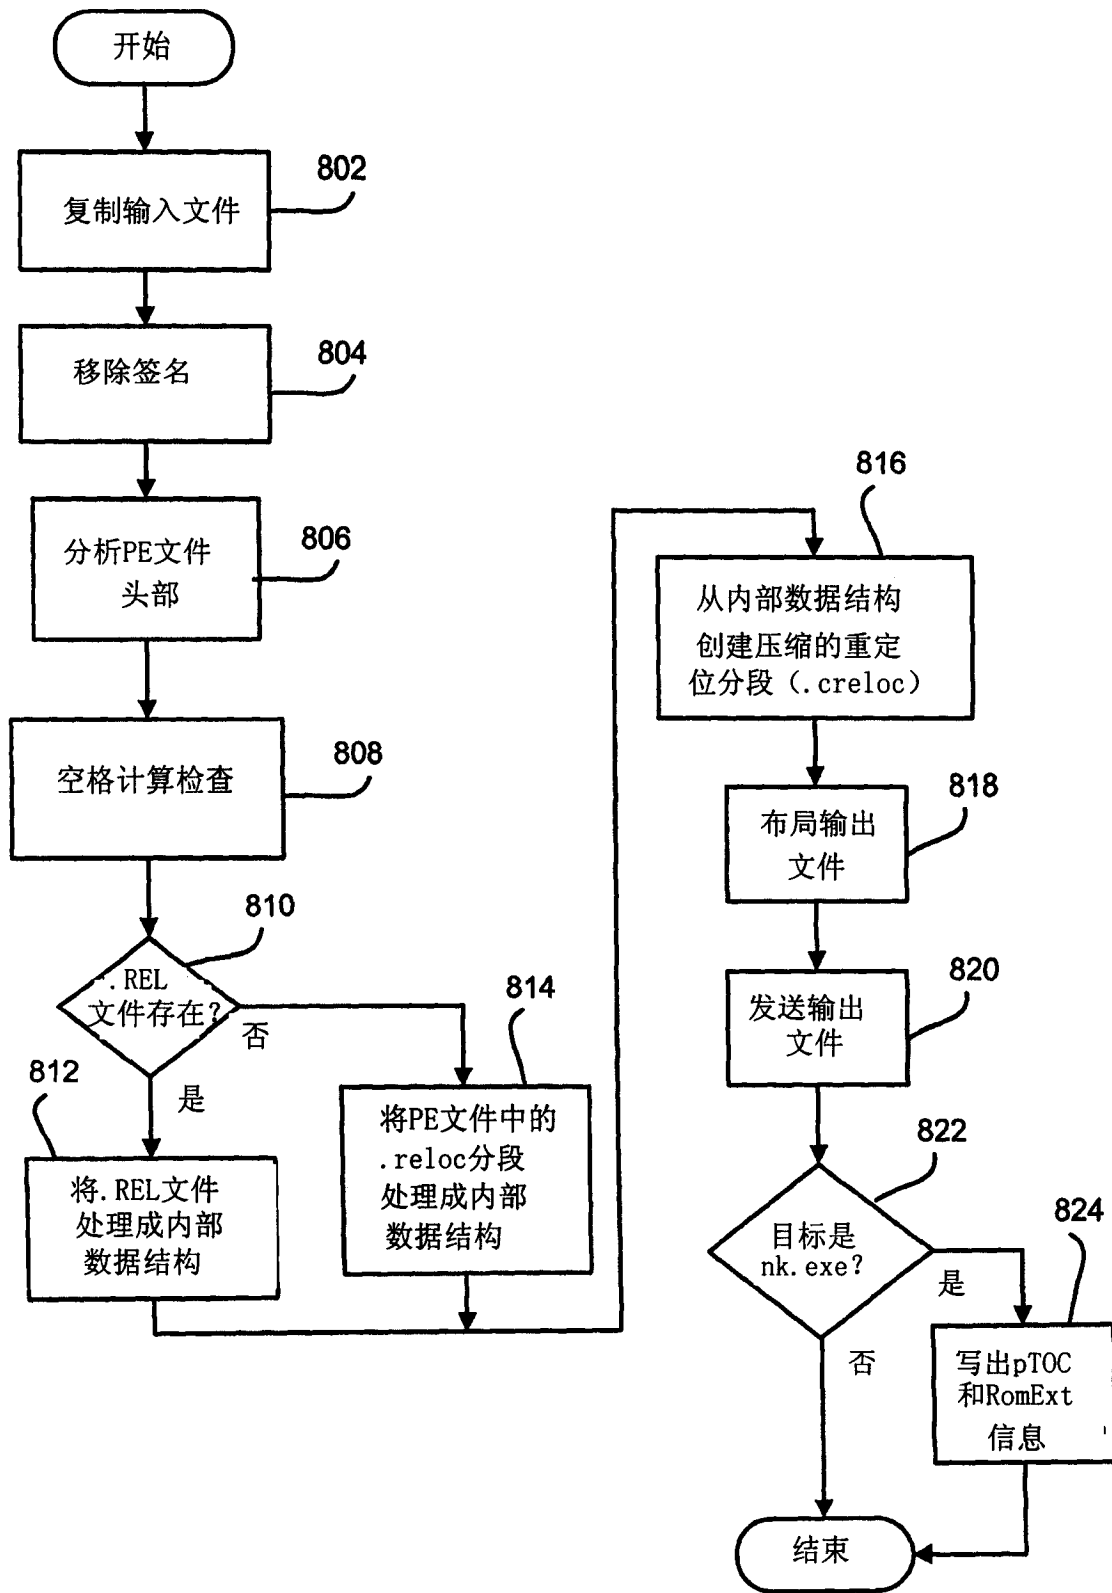 开始
复制输入文件
802
移除签名
804
分析PE文件
头部
806
空格计算检查
808
.REL
文件存在?
810
否
是
812
将.REL文件
处理成内部
数据结构
814
将PE文件中的
.reloc分段
处理成内部
数据结构
816
从内部数据结构
创建压缩的重定
位分段（.creloc）
818
布局输出
文件
820
发送输出
文件
822
目标是
nk.exe?
是
否
824
写出pTOC
和RomExt
信息
结束